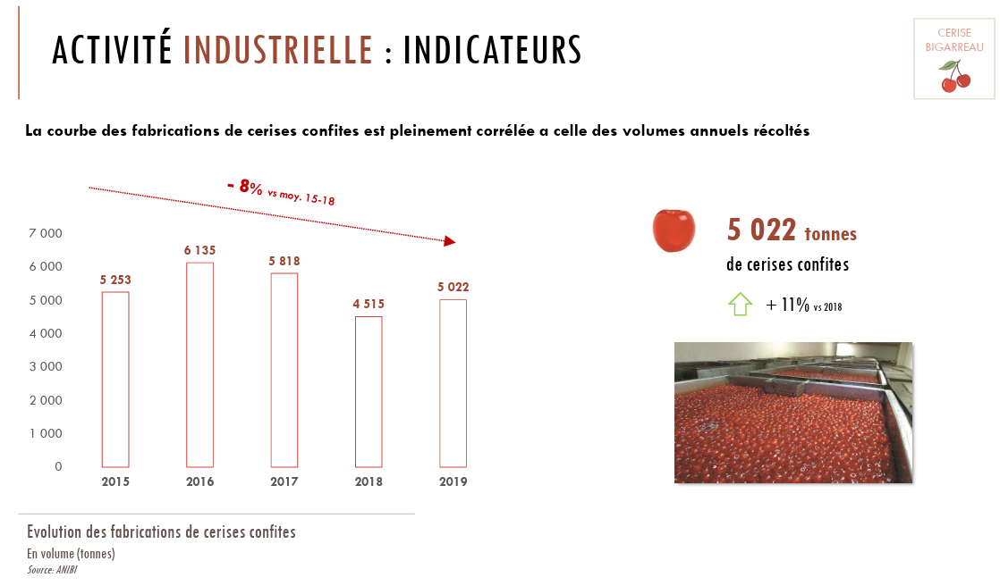 ACTIVITÉ INDUSTRIELLE : INDICATEURS
CERISE
BIGARREAU
La courbe des fabrications de cerises confites est pleinement corrélée a celle des volumes annuels récoltés
- 8% vs moy. 15-18
7 000
6 000
5 000
4 000
3 000
2 000
1 000
0
5 253
6 135
5 818
4 515
5 022
2015
2016
2017
2018
2019
5 022 tonnes
de cerises confites
+ 11% vs 2018
Evolution des fabrications de cerises confites
En volume (tonnes)
Source: ANIBI